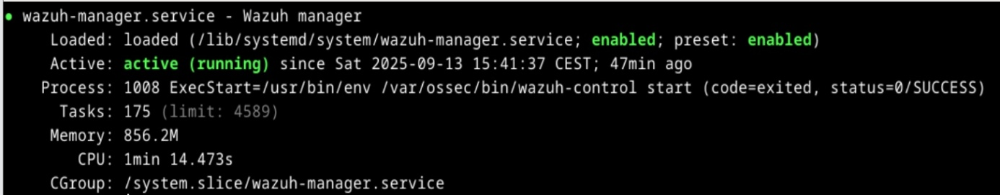 ● wazuh-manager.service - Wazuh manager
Loaded: loaded (/lib/systemd/system/wazuh-manager.service; enabled; preset: enabled)
Active: active (running) since Sat 2025-09-13 15:41:37 CEST; 47min ago
Process: 1008 ExecStart=/usr/bin/env /var/ossec/bin/wazuh-control start (code=exited, status=0/SUCCESS)
Tasks: 175 (limit: 4589)
Memory: 856.2M
CPU: 1min 14.473s
CGroup: /system.slice/wazuh-manager.service